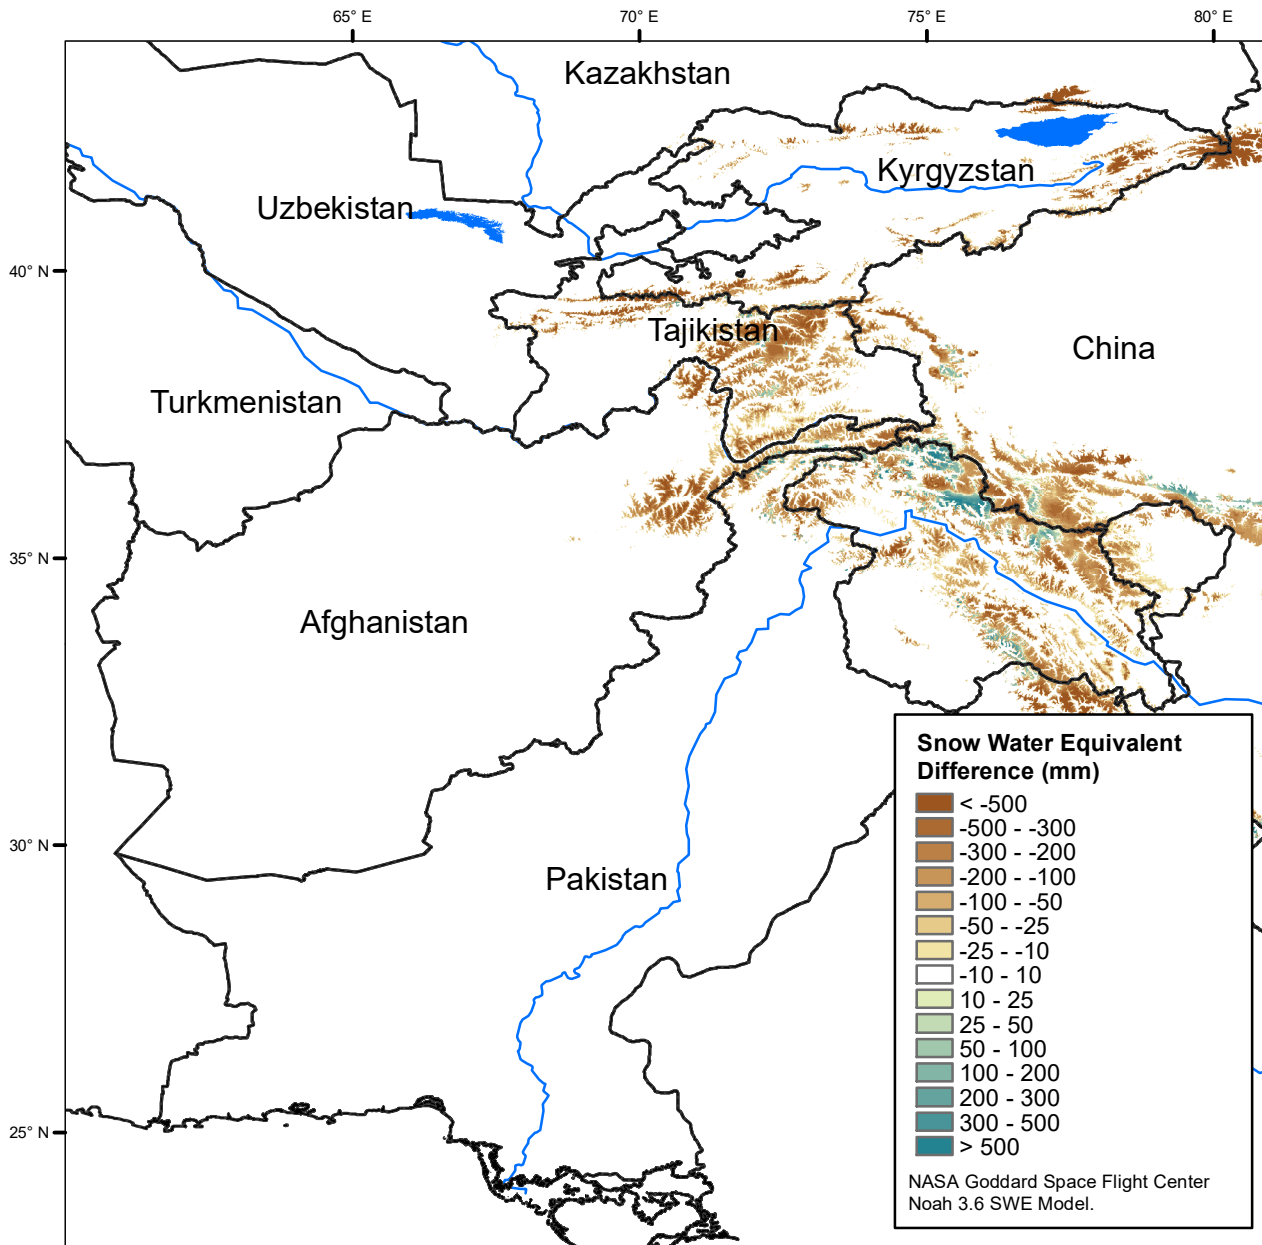 65° E
70° E
75° E
80° E
Kazakhstan
Kyrgyzstan
Uzbekistan
40° N
Tajikistan
China
Turkmenistan
35° N
Afghanistan
Snow Water Equivalent
Difference (mm)
< -500
-500 - -300
-300 - -200
-200 - -100
-100 - -50
-50 - -25
-25 - -10
-10 - 10
10 - 25
25 - 50
50 - 100
100 - 200
200 - 300
300 - 500
> 500
30° N
Pakistan
25° N
NASA Goddard Space Flight Center
Noah 3.6 SWE Model.